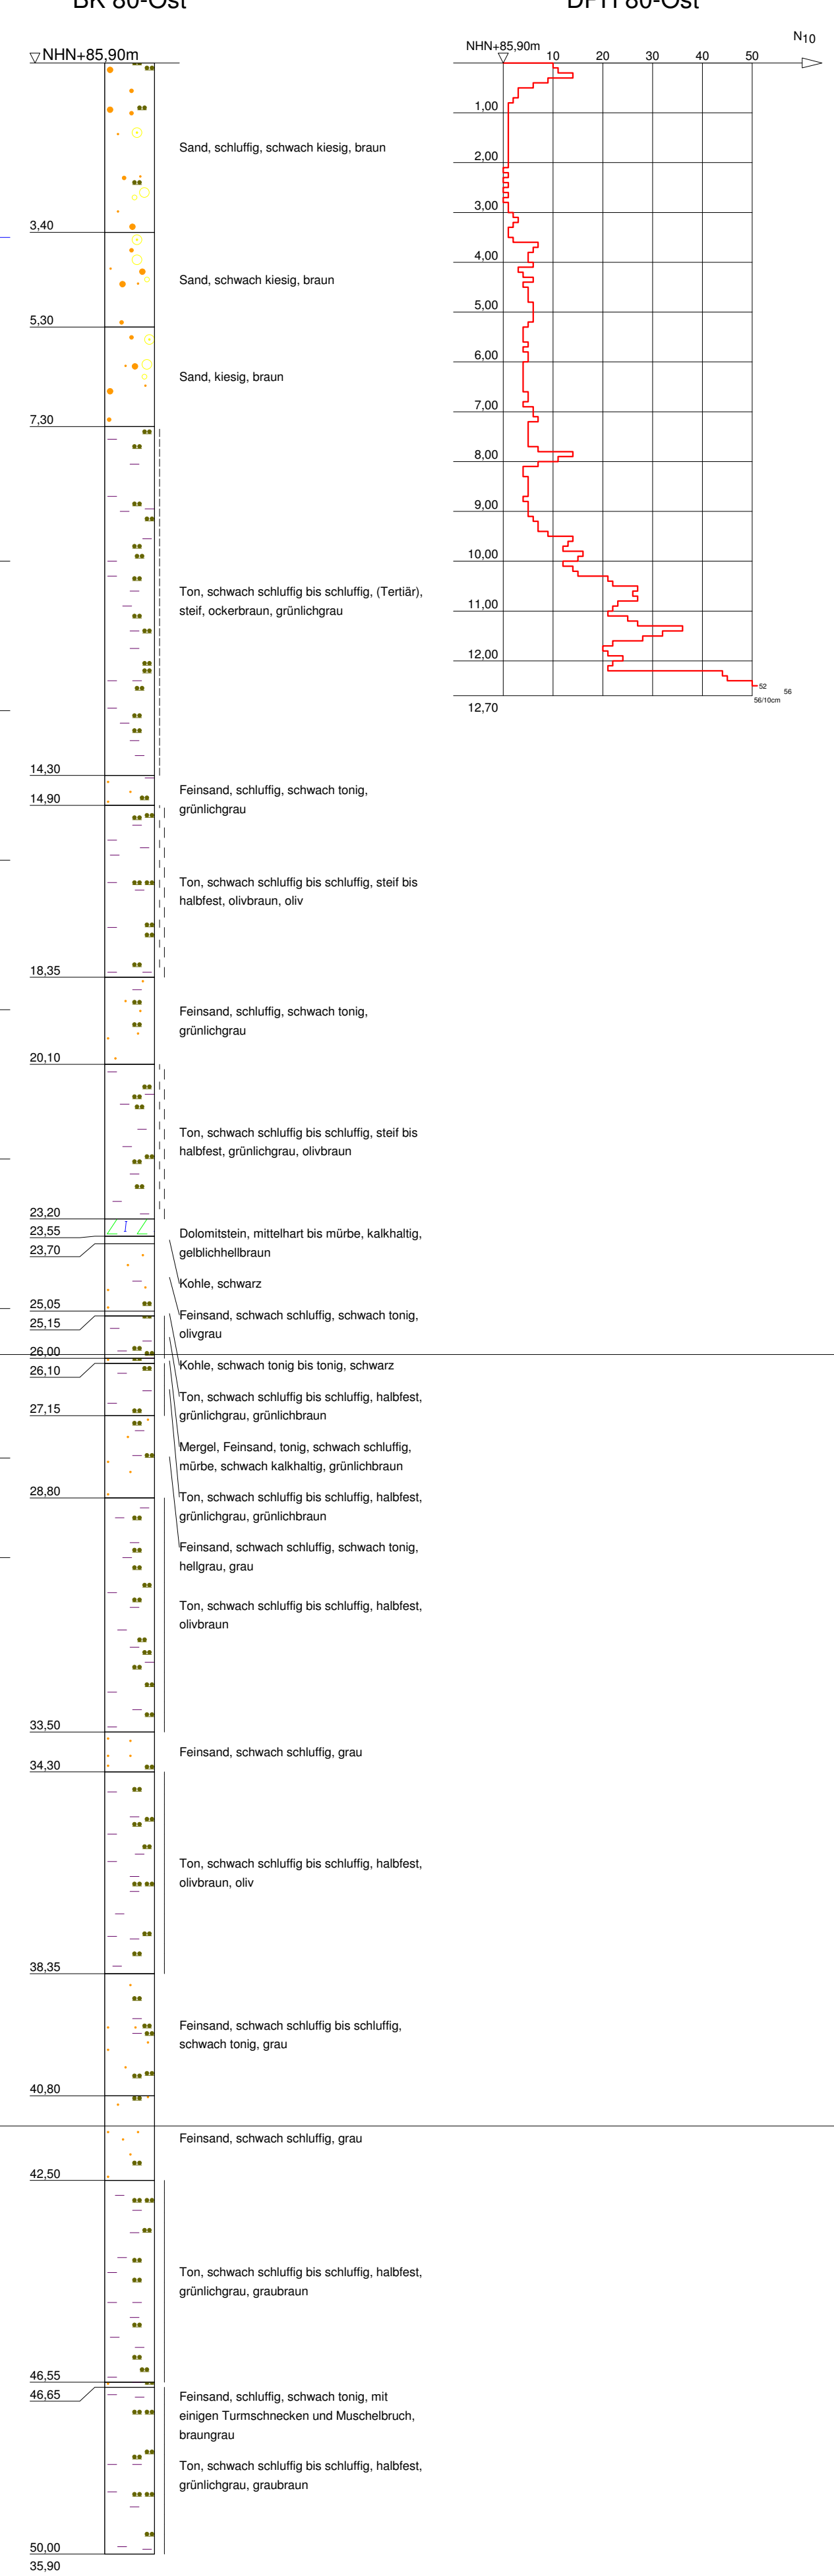 BK 80-Ost
DPH 80-Ost
NHN+85,90m
Sand, schluffig, schwach kiesig, braun
3,40
Sand, schwach kiesig, braun
5,30
Sand, kiesig, braun
7,30
Ton, schwach schluffig bis schluffig, (Tertiär),
steif, ockerbraun, grünlichgrau
14,30
Feinsand, schluffig, schwach tonig,
grünlichgrau
14,90
Ton, schwach schluffig bis schluffig, steif bis
halbfest, olivbraun, oliv
18,35
Feinsand, schluffig, schwach tonig,
grünlichgrau
20,10
Ton, schwach schluffig bis schluffig, steif bis
halbfest, grünlichgrau, olivbraun
23,20
23,55
23,70
Dolomitstein, mittelhart bis mürbe, kalkhaltig,
gelblichhellbraun
Kohle, schwarz
25,05
25,15
Feinsand, schwach schluffig, schwach tonig,
olivgrau
26,00
26,10
Kohle, schwach tonig bis tonig, schwarz
Ton, schwach schluffig bis schluffig, halbfest,
grünlichgrau, grünlichbraun
27,15
Mergel, Feinsand, tonig, schwach schluffig,
mürbe, schwach kalkhaltig, grünlichbraun
28,80
Ton, schwach schluffig bis schluffig, halbfest,
grünlichgrau, grünlichbraun
Feinsand, schwach schluffig, schwach tonig,
hellgrau, grau
Ton, schwach schluffig bis schluffig, halbfest,
olivbraun
33,50
Feinsand, schwach schluffig, grau
34,30
Ton, schwach schluffig bis schluffig, halbfest,
olivbraun, oliv
38,35
Feinsand, schwach schluffig bis schluffig,
schwach tonig, grau
40,80
Feinsand, schwach schluffig, grau
42,50
Ton, schwach schluffig bis schluffig, halbfest,
grünlichgrau, graubraun
46,55
46,65
Feinsand, schluffig, schwach tonig, mit
einigen Turmschnecken und Muschelbruch,
braungrau
Ton, schwach schluffig bis schluffig, halbfest,
grünlichgrau, graubraun
50,00
35,90
N10
NHN+85,90m
10 20 30 40 50
1,00
2,00
3,00
4,00
5,00
6,00
7,00
8,00
9,00
10,00
11,00
12,00
12,70
52
56
56/10cm